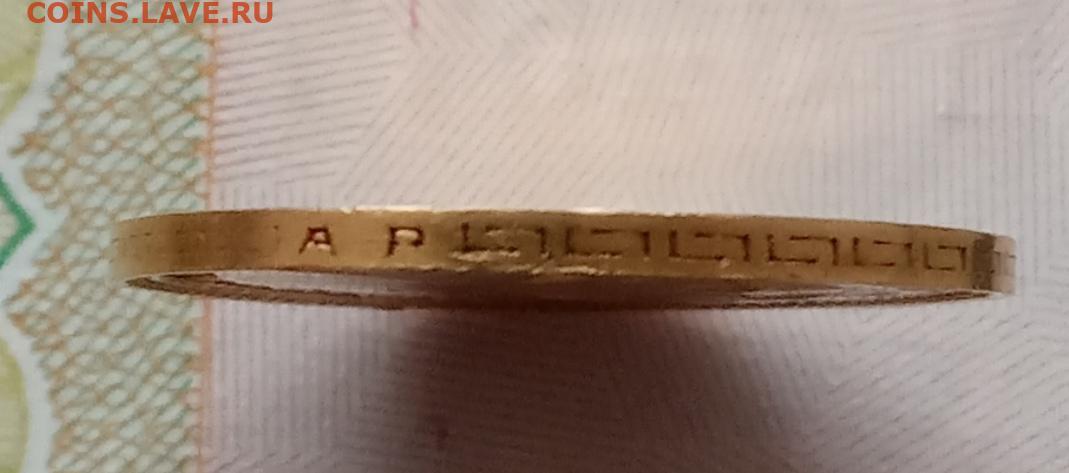 COINS.LAVE.RU
А Р